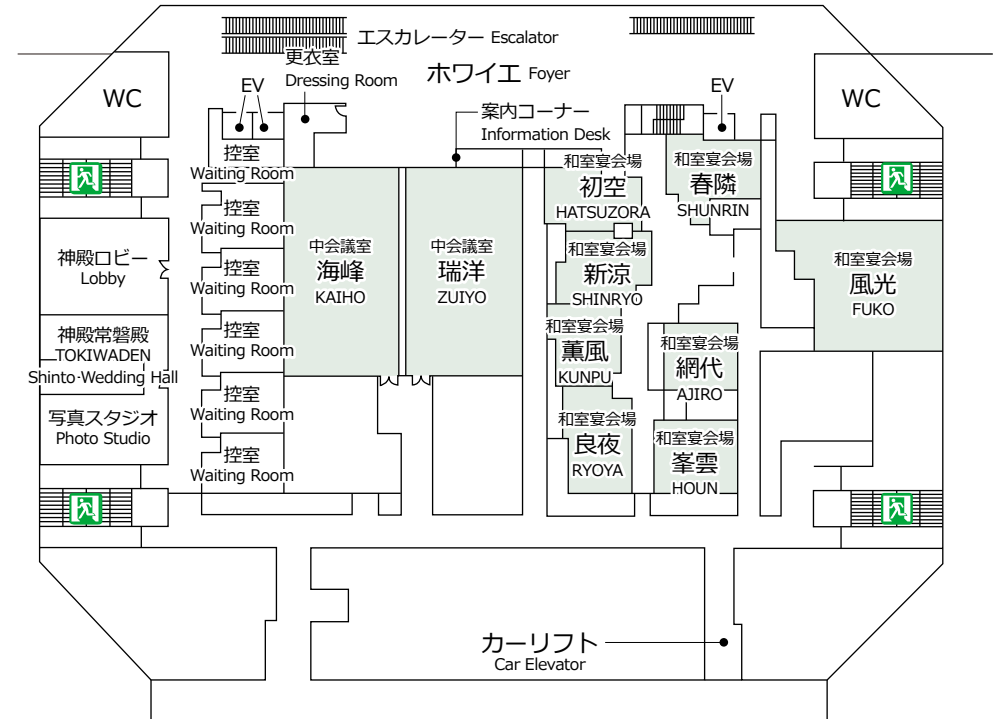 エスカレーター Escalator
更衣室
Dressing Room
ホワイエ Foyer
WC
EV
案内コーナー
Information Desk
EV
WC
控室
Waiting Room
控室
Waiting Room
控室
Waiting Room
控室
Waiting Room
控室
Waiting Room
控室
Waiting Room
神殿ロビー
Lobby
神殿常磐殿
TOKIWADEN
Shinto-Wedding Hall
写真スタジオ
Photo Studio
中会議室
海峰
KAIHO
中会議室
瑞洋
ZUIYO
和室宴会場
初空
HATSUZORA
和室宴会場
新涼
SHINRYO
和室宴会場
薫風
KUNPU
和室宴会場
良夜
RYOYA
和室宴会場
春隣
SHUNRIN
和室宴会場
網代
AJIRO
和室宴会場
峯雲
HOUN
和室宴会場
風光
FUKO
カーリフト
Car Elevator